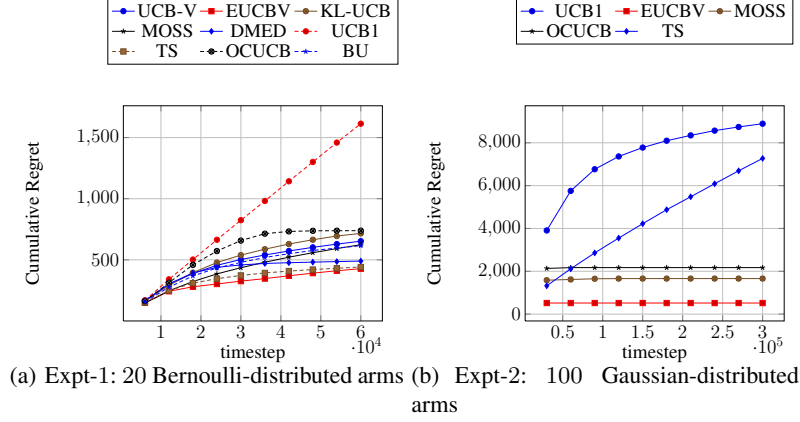 UCB-V EUCBV KL-UCB
MOSS DMED UCB1
TS OCUCB BU
1,500
1,000
500
Cumulative Regret
1 2 3 4 5 6
·10^4
timestep
(a) Expt-1: 20 Bernoulli-distributed arms
UCB1 EUCBV MOSS
OCUCB TS
8,000
6,000
4,000
2,000
0
Cumulative Regret
0.5 1 1.5 2 2.5 3
·10^5
timestep
(b) Expt-2: 100 Gaussian-distributed
arms